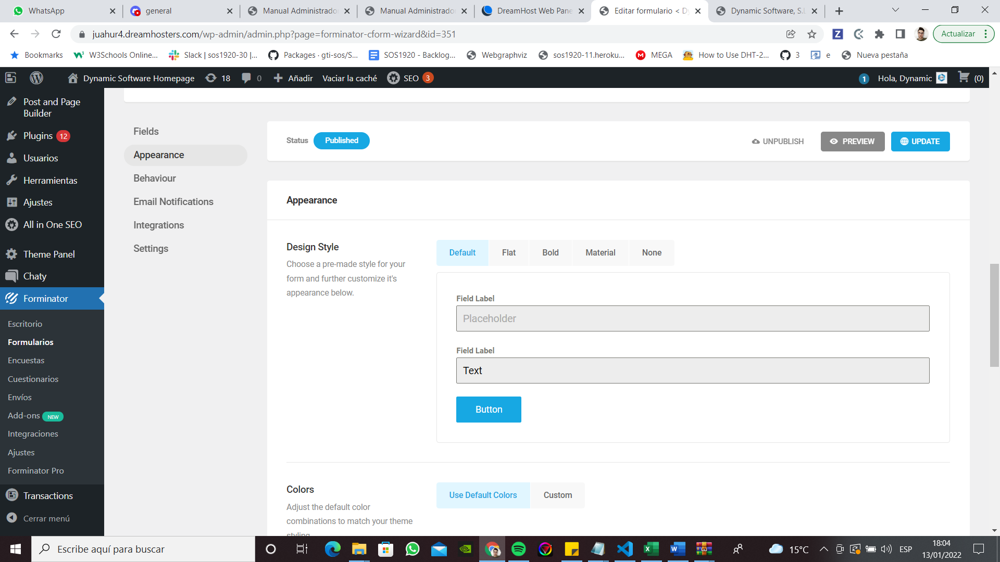 WhatsApp
general
Manual Administrado
Manual Administrado
DreamHost Web Pane
Editar formulario < Dy
Dynamic Software, S.L
juahur4.dreamhosters.com/wp-admin/admin.php?page=forminator-cform-wizard&id=351
Actualizar
Bookmarks
W3Schools Online...
Slack | sos1920-30 |...
Packages · gti-sos/S...
SOS1920 - Backlog...
Webgraphviz
sos1920-11.heroku...
MEGA
How to Use DHT-2...
3
e
Nueva pestaña
Dynamic Software Homepage
18
0
Añadir
Vaciar la caché
SEO 3
1
Hola, Dynamic
(0)
Post and Page
Builder
Plugins 12
Usuarios
Herramientas
Ajustes
All in One SEO
Theme Panel
Chaty
Forminator
Escritorio
Formularios
Encuestas
Cuestionarios
Envíos
Add-ons NEW
Integraciones
Ajustes
Forminator Pro
Transactions
Cerrar menú
Fields
Appearance
Behaviour
Email Notifications
Integrations
Settings
Status Published
UNPUBLISH
PREVIEW
UPDATE
Appearance
Design Style
Choose a pre-made style for your
form and further customize it's
appearance below.
Default
Flat
Bold
Material
None
Field Label
Placeholder
Field Label
Text
Button
Colors
Adjust the default color
combinations to match your theme
styling.
Use Default Colors
Custom
Escribe aquí para buscar
15°C
ESP
18:04
13/01/2022